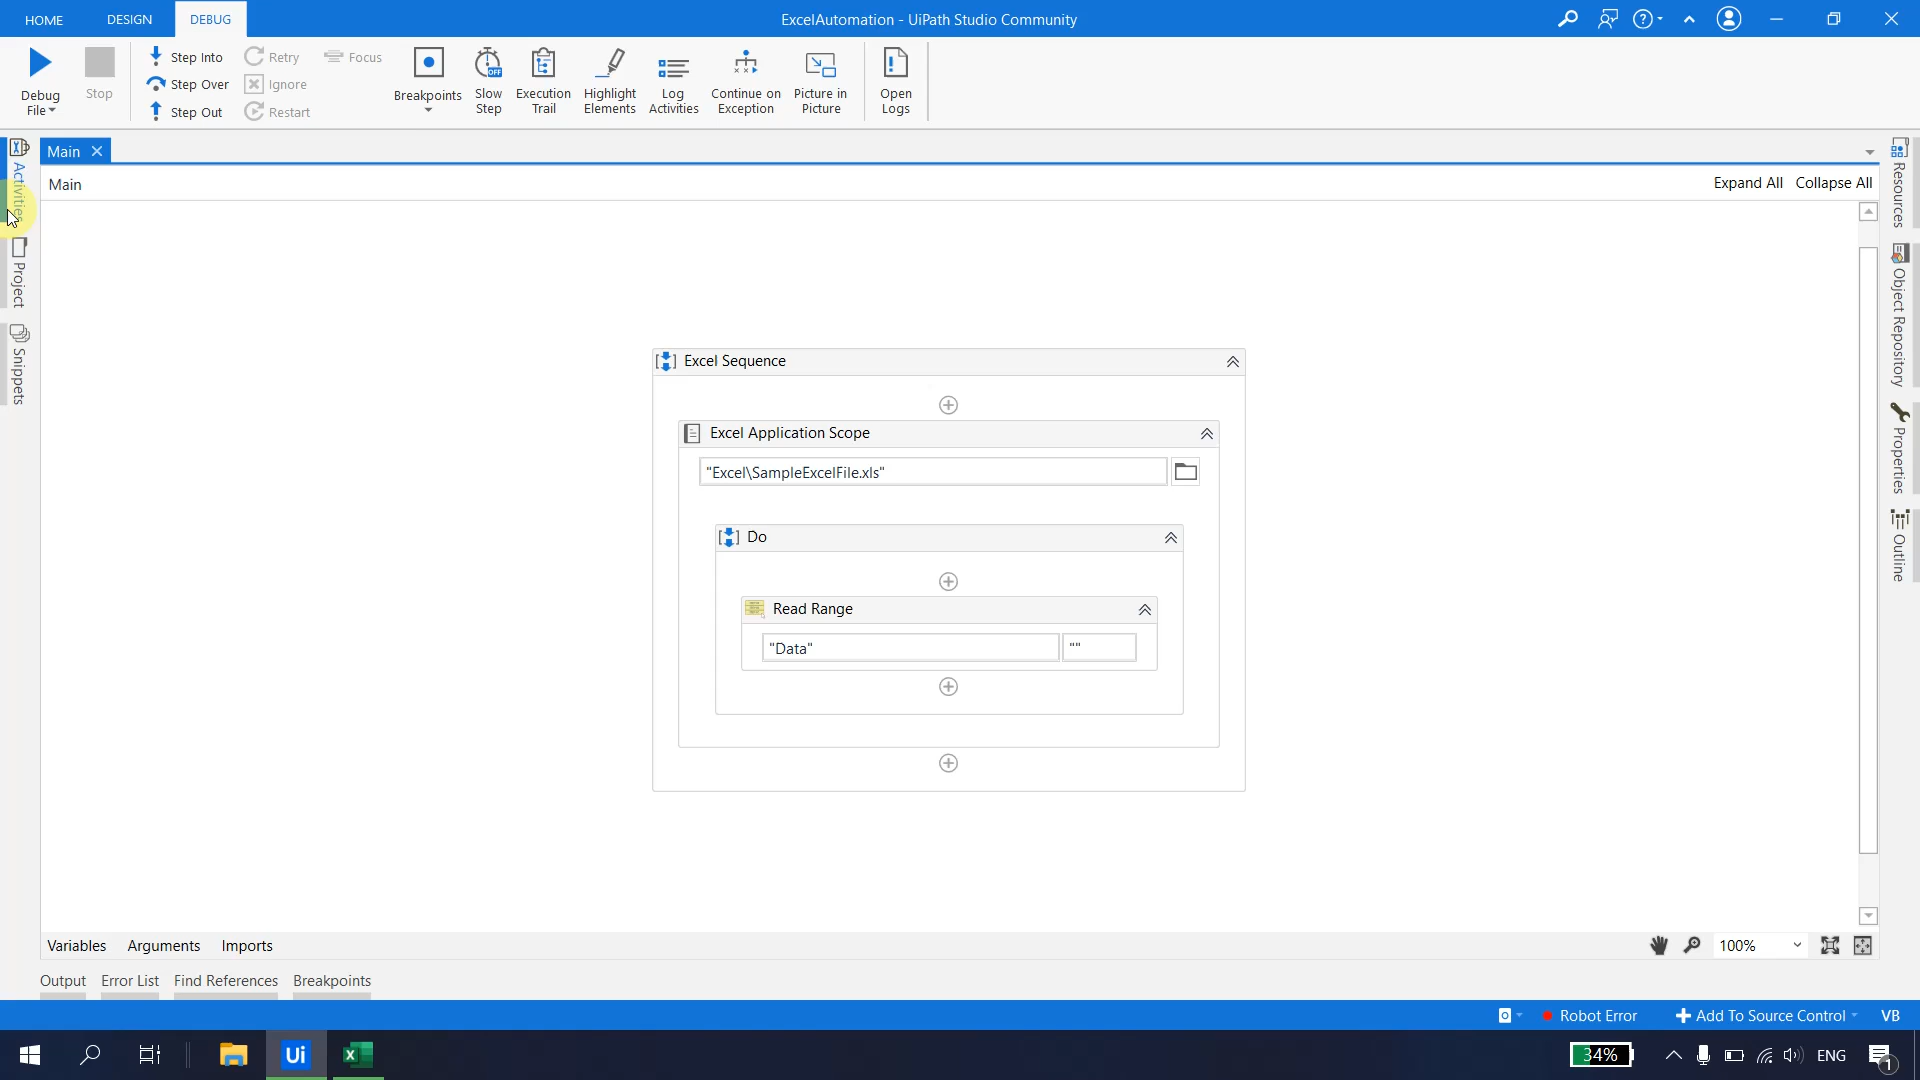 HOME DESIGN DEBUG ExcelAutomation - UiPath Studio Community
Debug File
Stop
Step Into
Step Over
Step Out
Retry
Ignore
Restart
Focus
Breakpoints
Slow Step
OFF
Execution Trail
Highlight Elements
Log Activities
Continue on Exception
Picture in Picture
Open Logs
Activities
Project
Snippets
Main
Main
Expand All Collapse All
Excel Sequence
Excel Application Scope
"Excel\SampleExcelFile.xls"
Do
Read Range
"Data" ""
Resources
Object Repository
Properties
Outline
Variables Arguments Imports
100%
Output Error List Find References Breakpoints
Robot Error Add To Source Control VB
Ui
34% ENG 1